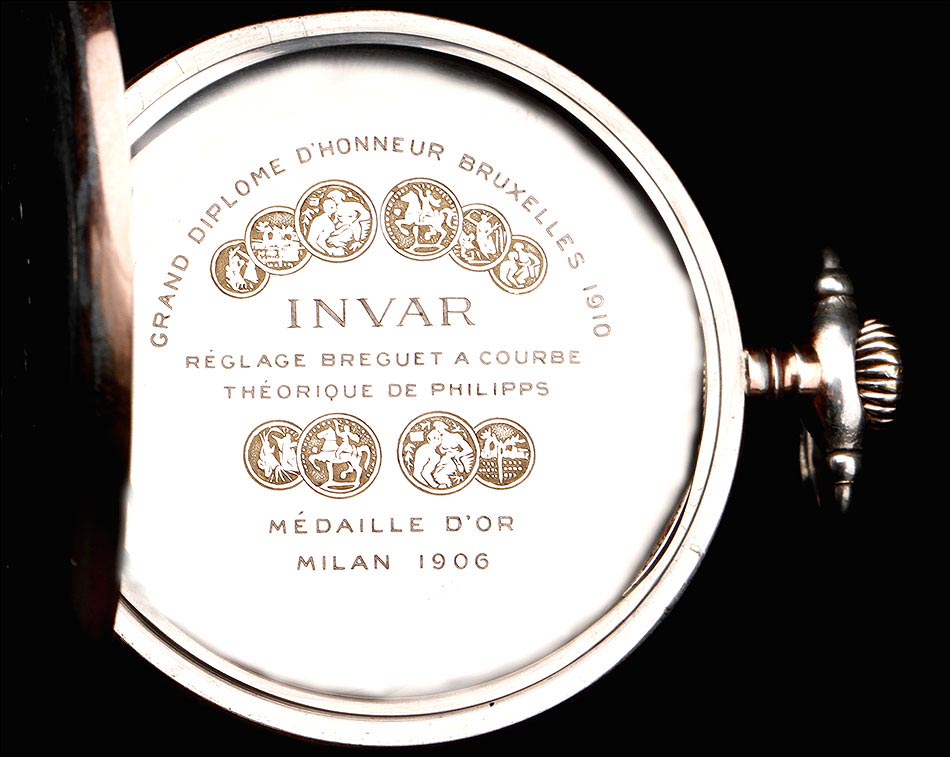 GRAND DIPLOME D'HONNEUR BRUXELLES 1910
INVAR
RÉGLAGE BREGUET A COURBE
THÉORIQUE DE PHILIPPS
MÉDAILLE D'OR
MILAN 1906